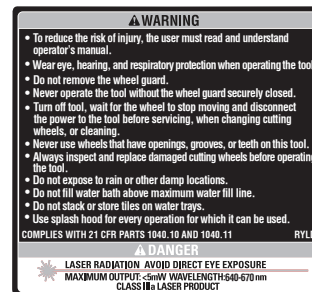 WARNING
• To reduce the risk of injury, the user must read and understand
operator's manual.
• Wear eye, hearing, and respiratory protection when operating the tool
• Do not remove the wheel guard.
• Never operate the tool without the wheel guard securely closed.
• Turn off tool, wait for the wheel to stop moving and disconnect
the power to the tool before servicing, when changing cutting
wheels, or cleaning.
• Never use wheels that have openings, grooves, or teeth on this tool.
• Always inspect and replace damaged cutting wheels before operating
the tool.
• Do not expose to rain or other damp locations.
• Do not fill water bath above maximum water fill line.
• Do not stack or store tiles on water trays.
• Use splash hood for every operation for which it can be used.
COMPLIES WITH 21 CFR PARTS 1040.10 AND 1040.11 RYL
DANGER
LASER RADIATION AVOID DIRECT EYE EXPOSURE
MAXIMUM OUTPUT: <5mW WAVELENGTH:640-670 nm
CLASS IIIa LASER PRODUCT